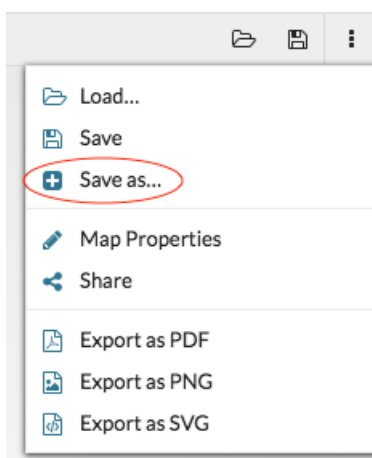 Load...
Save
Save as...
Map Properties
Share
Export as PDF
Export as PNG
Export as SVG